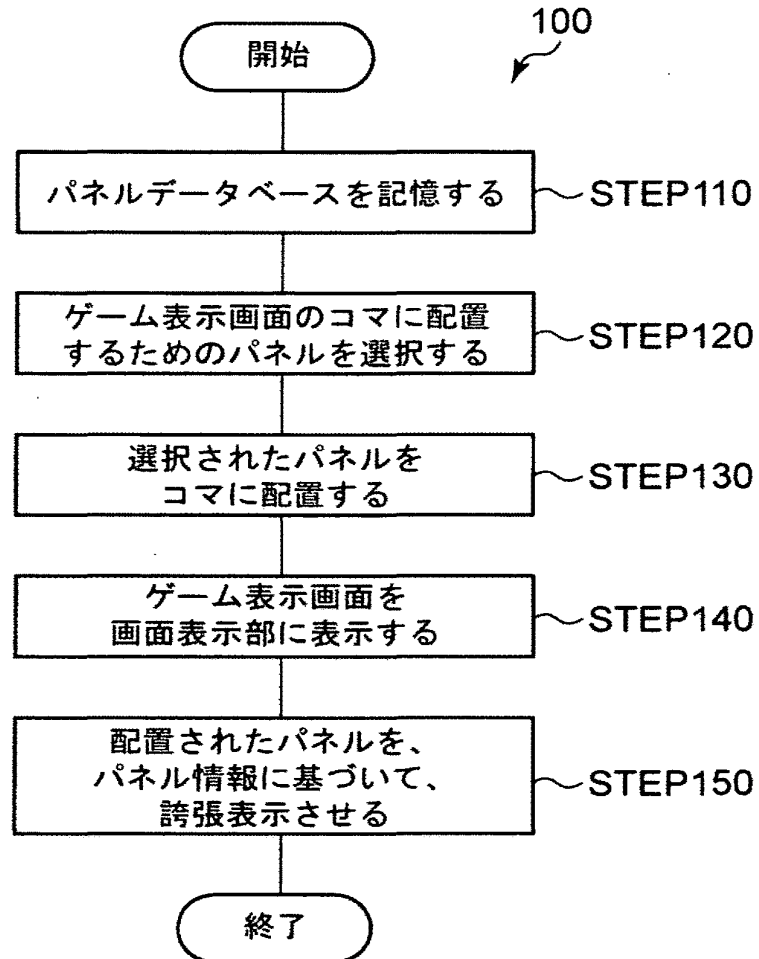 100
開始
パネルデータベースを記憶する
STEP110
ゲーム表示画面のコマに配置
するためのパネルを選択する
STEP120
選択されたパネルを
コマに配置する
STEP130
ゲーム表示画面を
画面表示部に表示する
STEP140
配置されたパネルを、
パネル情報に基づいて、
誇張表示させる
STEP150
終了